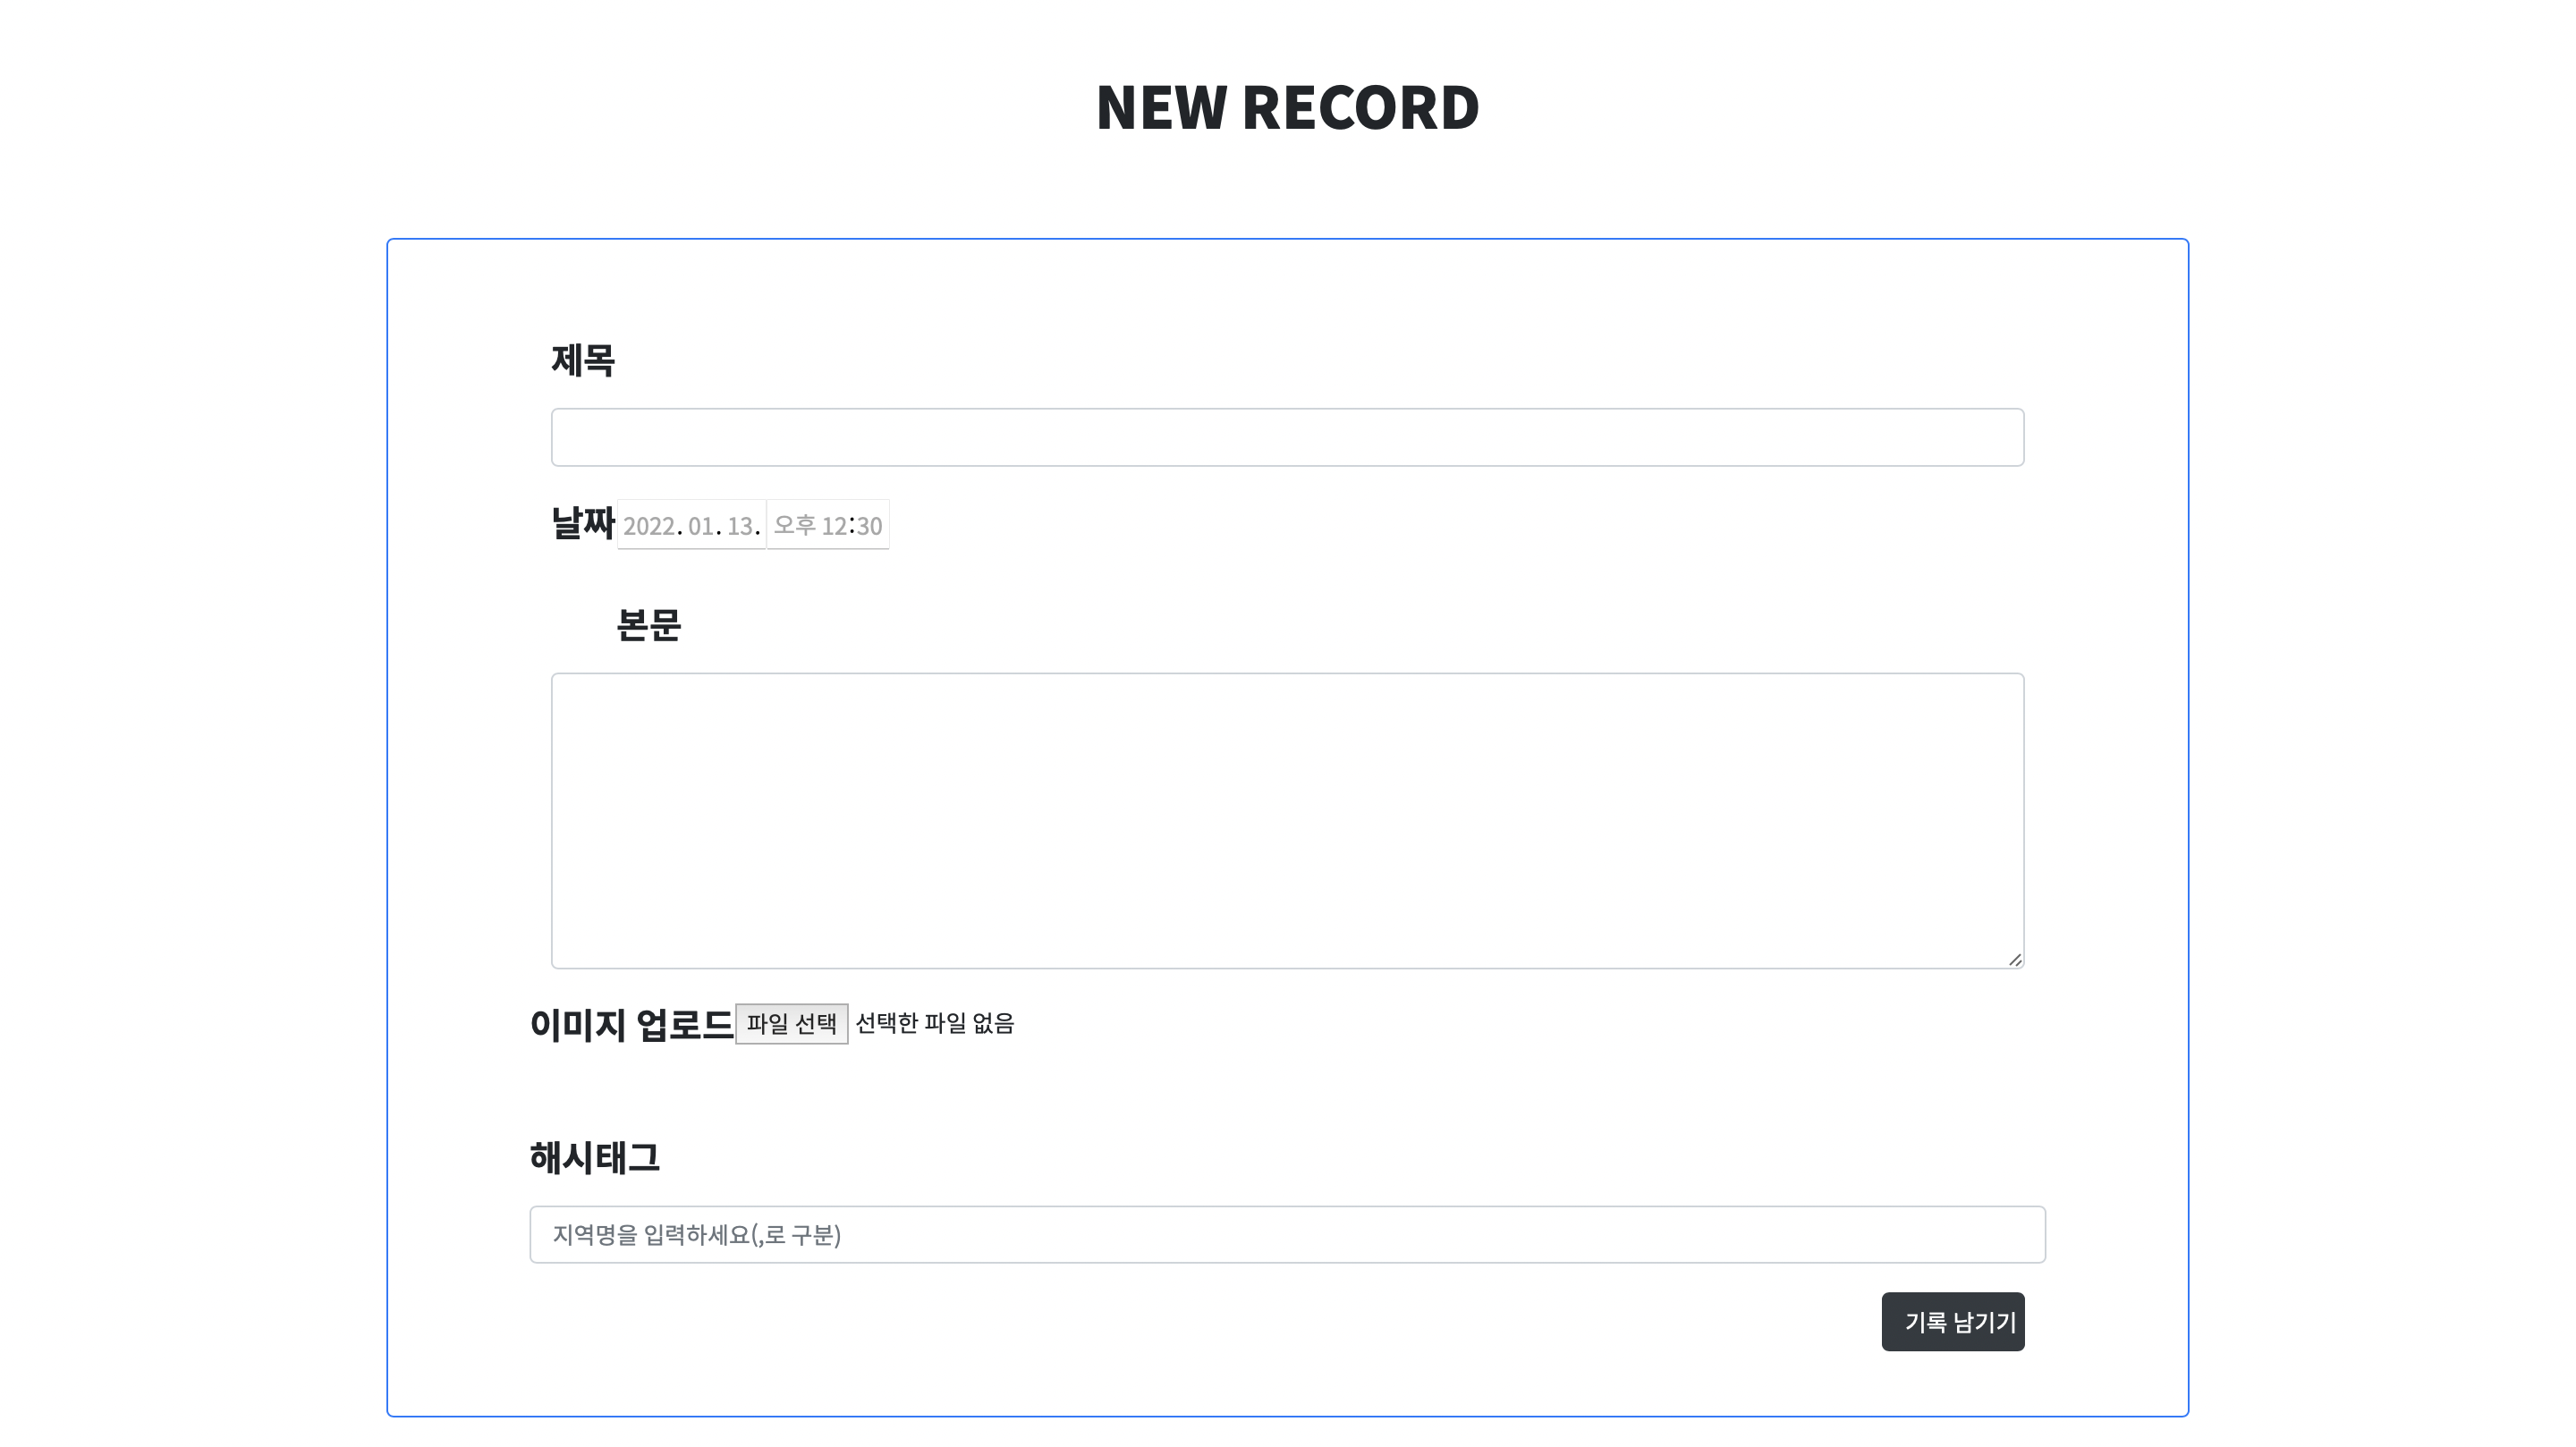 NEW RECORD
제목
날짜 2022. 01. 13. 오후 12:30
본문
이미지 업로드 파일 선택 선택한 파일 없음
해시태그
지역명을 입력하세요(,로 구분)
기록 남기기